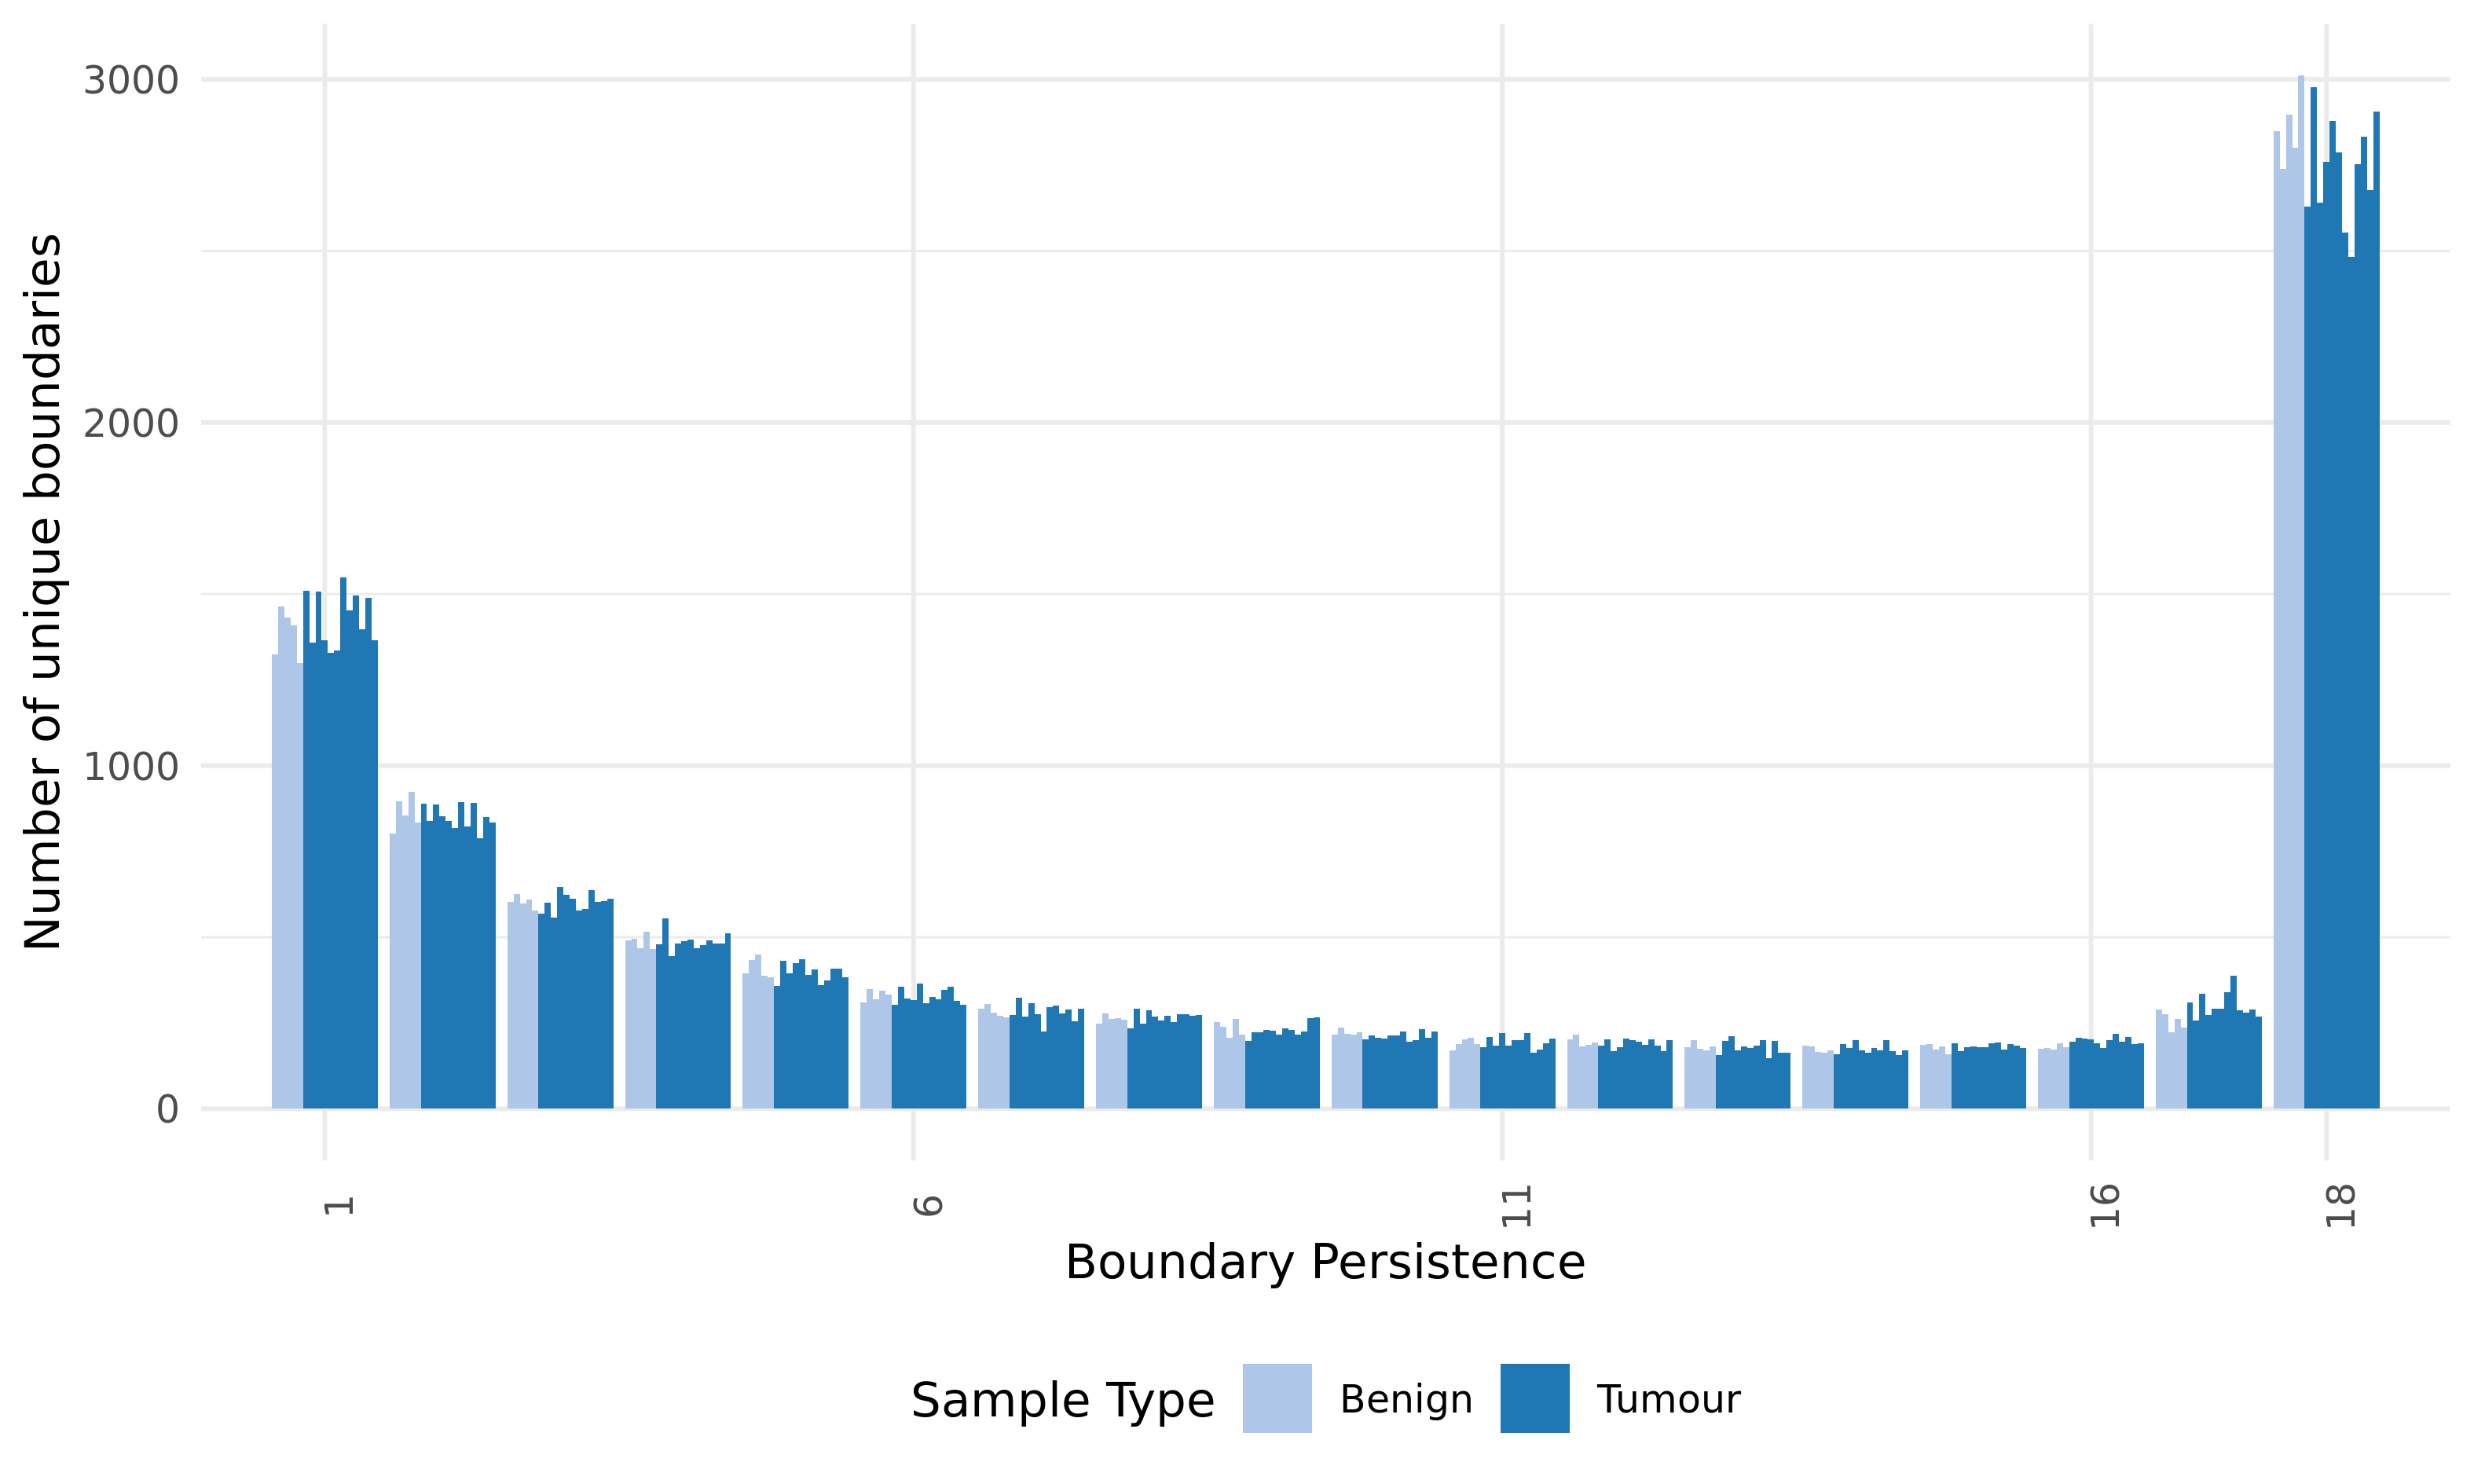 Number of unique boundaries
3000
2000
1000
0
1
6
11
16
18
Boundary Persistence
Sample Type
Benign
Tumour